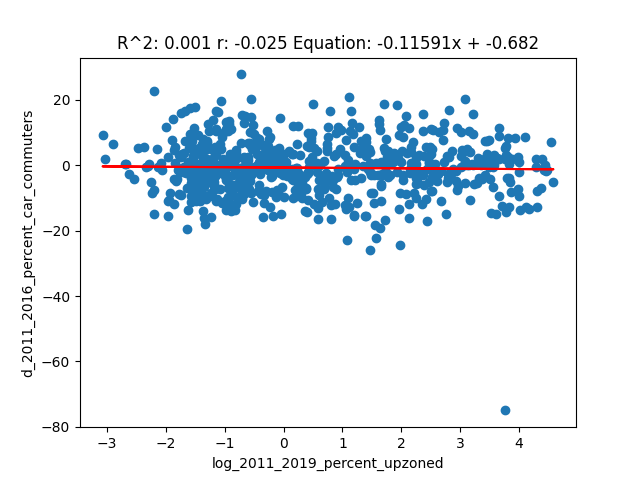 R^2: 0.001 r: -0.025 Equation: -0.11591x + -0.682
20
0
−20
−40
−60
−80
d_2011_2016_percent_car_commuters
−3 −2 −1 0 1 2 3 4
log_2011_2019_percent_upzoned